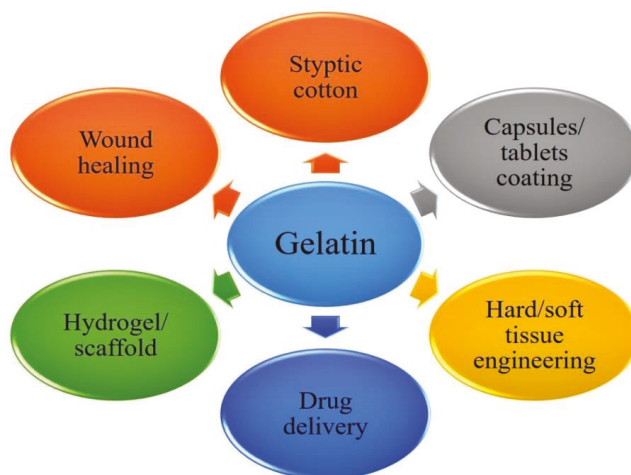 Styptic
cotton
Wound
healing
Capsules/
tablets
coating
Gelatin
Hydrogel/
scaffold
Hard/soft
tissue
engineering
Drug
delivery